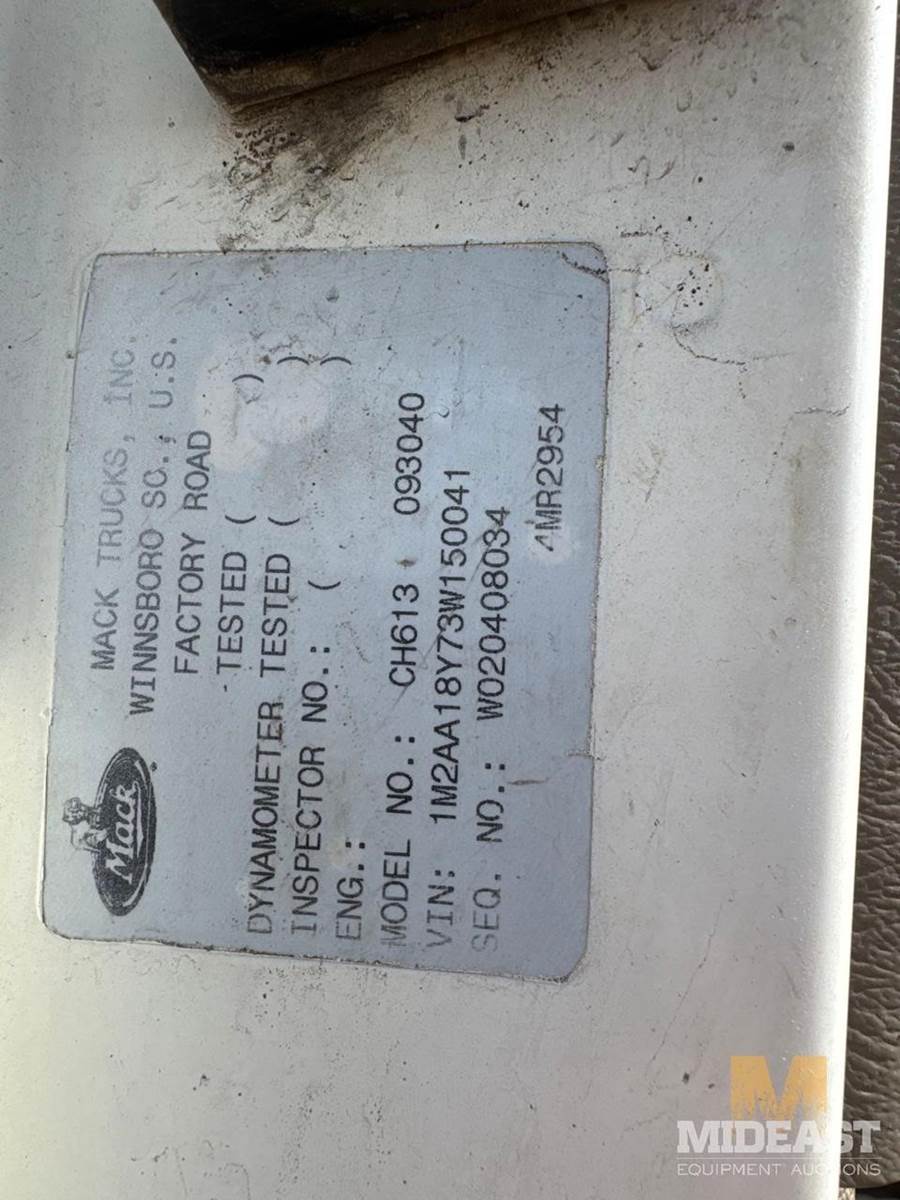 Mack
MACK TRUCKS, INC.
WINNSBORO SC., U.S.
FACTORY ROAD
TESTED ( )
DYNAMOMETER TESTED ( )
INSPECTOR NO.: ( )
ENG.:
MODEL NO.: CH613 093040
VIN: 1M2AA18Y73W150041
SEQ. NO.: W020408034
4MR2954
M
MIDEAST
EQUIPMENT AUCTIONS